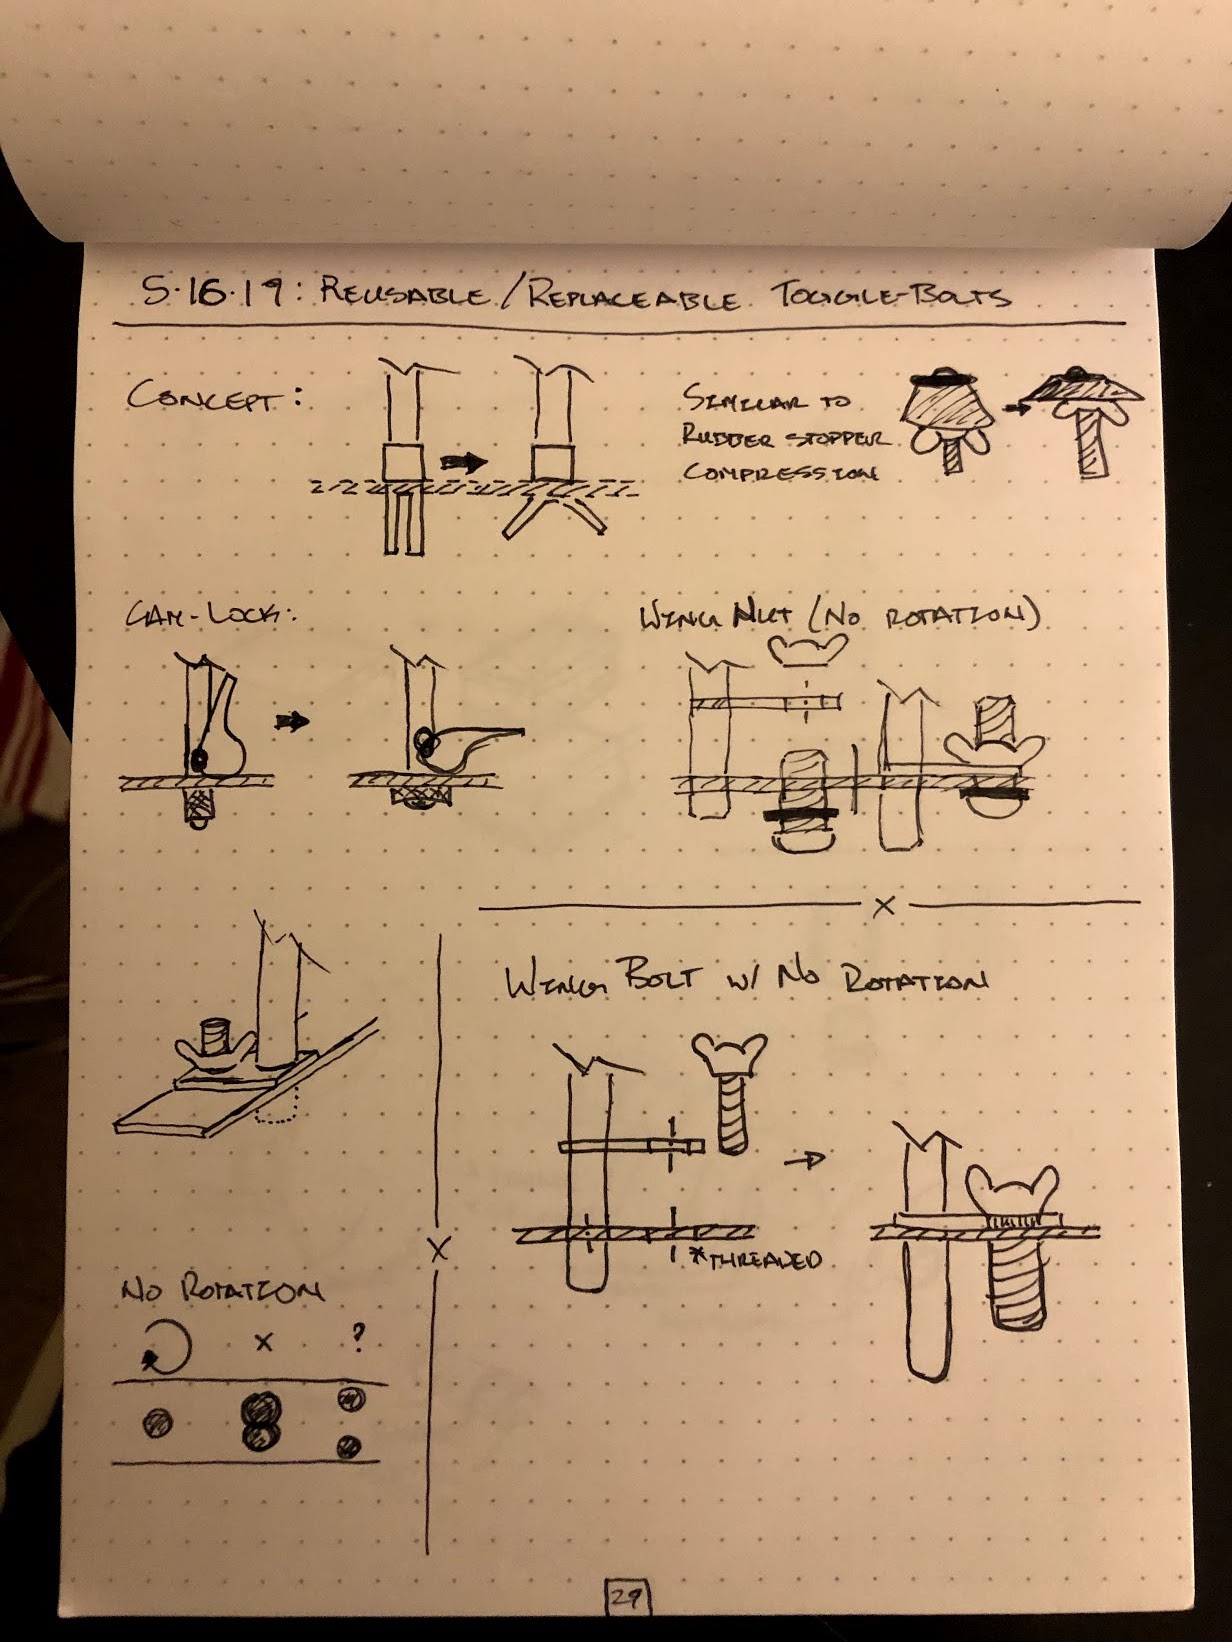 5.16.19: REUSABLE/REPLACEABLE TOGGLE-BOLTS
CONCEPT:
SIMILAR TO
RUBBER STOPPER
COMPRESSION
CAM-LOCK:
WING NUT (NO ROTATION)
X
WING BOLT W/ NO ROTATION
*THREADED
X
NO ROTATION
X ?
29